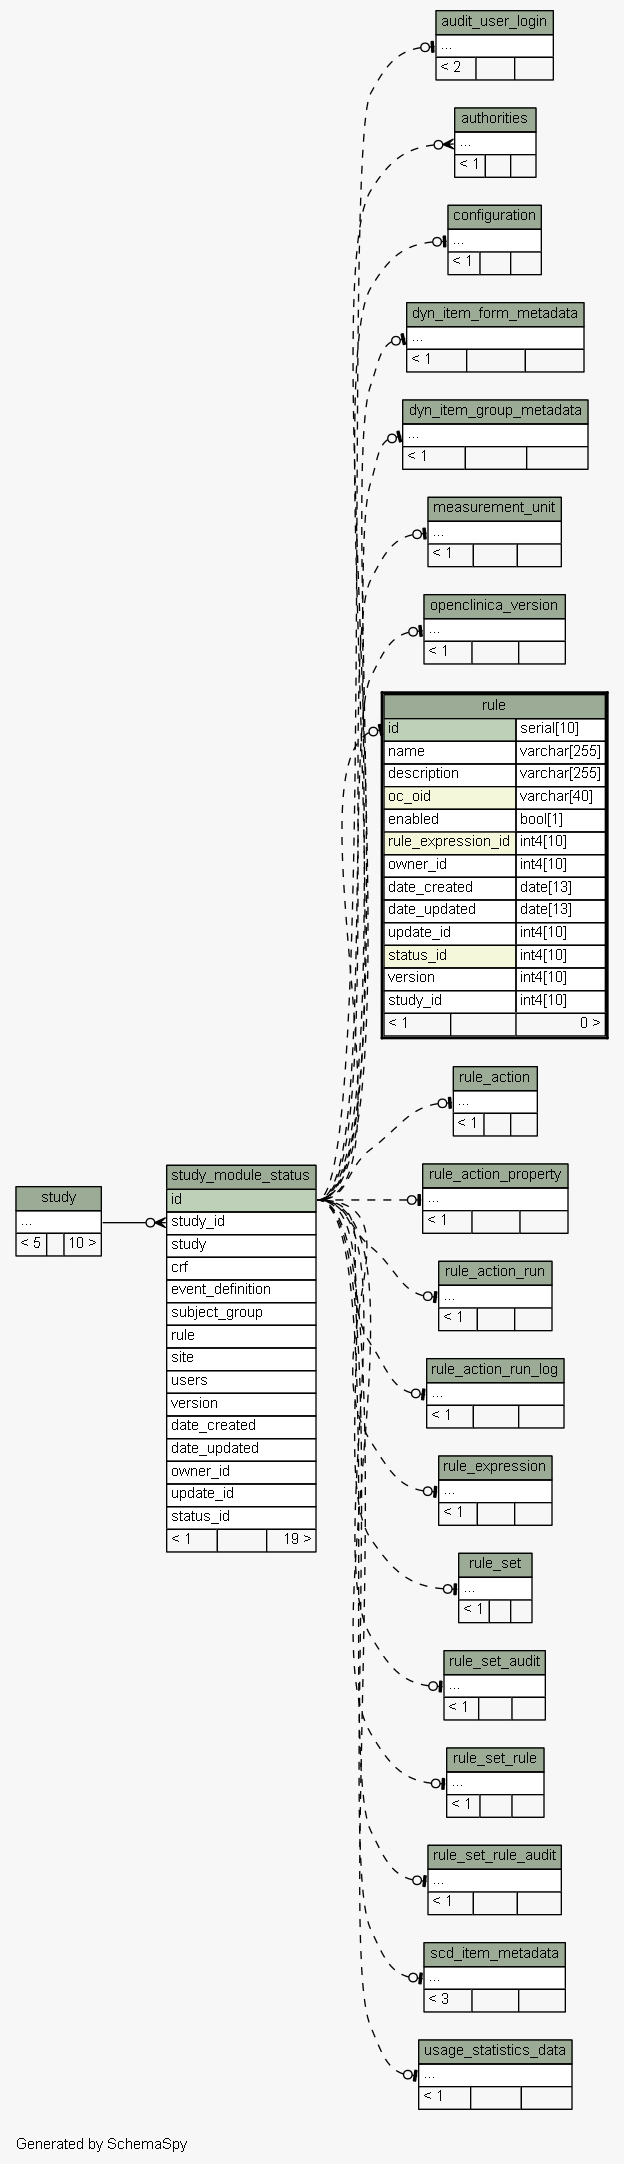 audit_user_login
...
< 2
authorities
...
< 1
configuration
...
< 1
dyn_item_form_metadata
...
< 1
dyn_item_group_metadata
...
< 1
measurement_unit
...
< 1
openclinica_version
...
< 1
rule
id serial[10]
name varchar[255]
description varchar[255]
oc_oid varchar[40]
enabled bool[1]
rule_expression_id int4[10]
owner_id int4[10]
date_created date[13]
date_updated date[13]
update_id int4[10]
status_id int4[10]
version int4[10]
study_id int4[10]
< 1 0 >
rule_action
...
< 1
study
...
< 5 10 >
study_module_status
id
study_id
study
crf
event_definition
subject_group
rule
site
users
version
date_created
date_updated
owner_id
update_id
status_id
< 1 19 >
rule_action_property
...
< 1
rule_action_run
...
< 1
rule_action_run_log
...
< 1
rule_expression
...
< 1
rule_set
...
< 1
rule_set_audit
...
< 1
rule_set_rule
...
< 1
rule_set_rule_audit
...
< 1
scd_item_metadata
...
< 3
usage_statistics_data
...
< 1
Generated by SchemaSpy